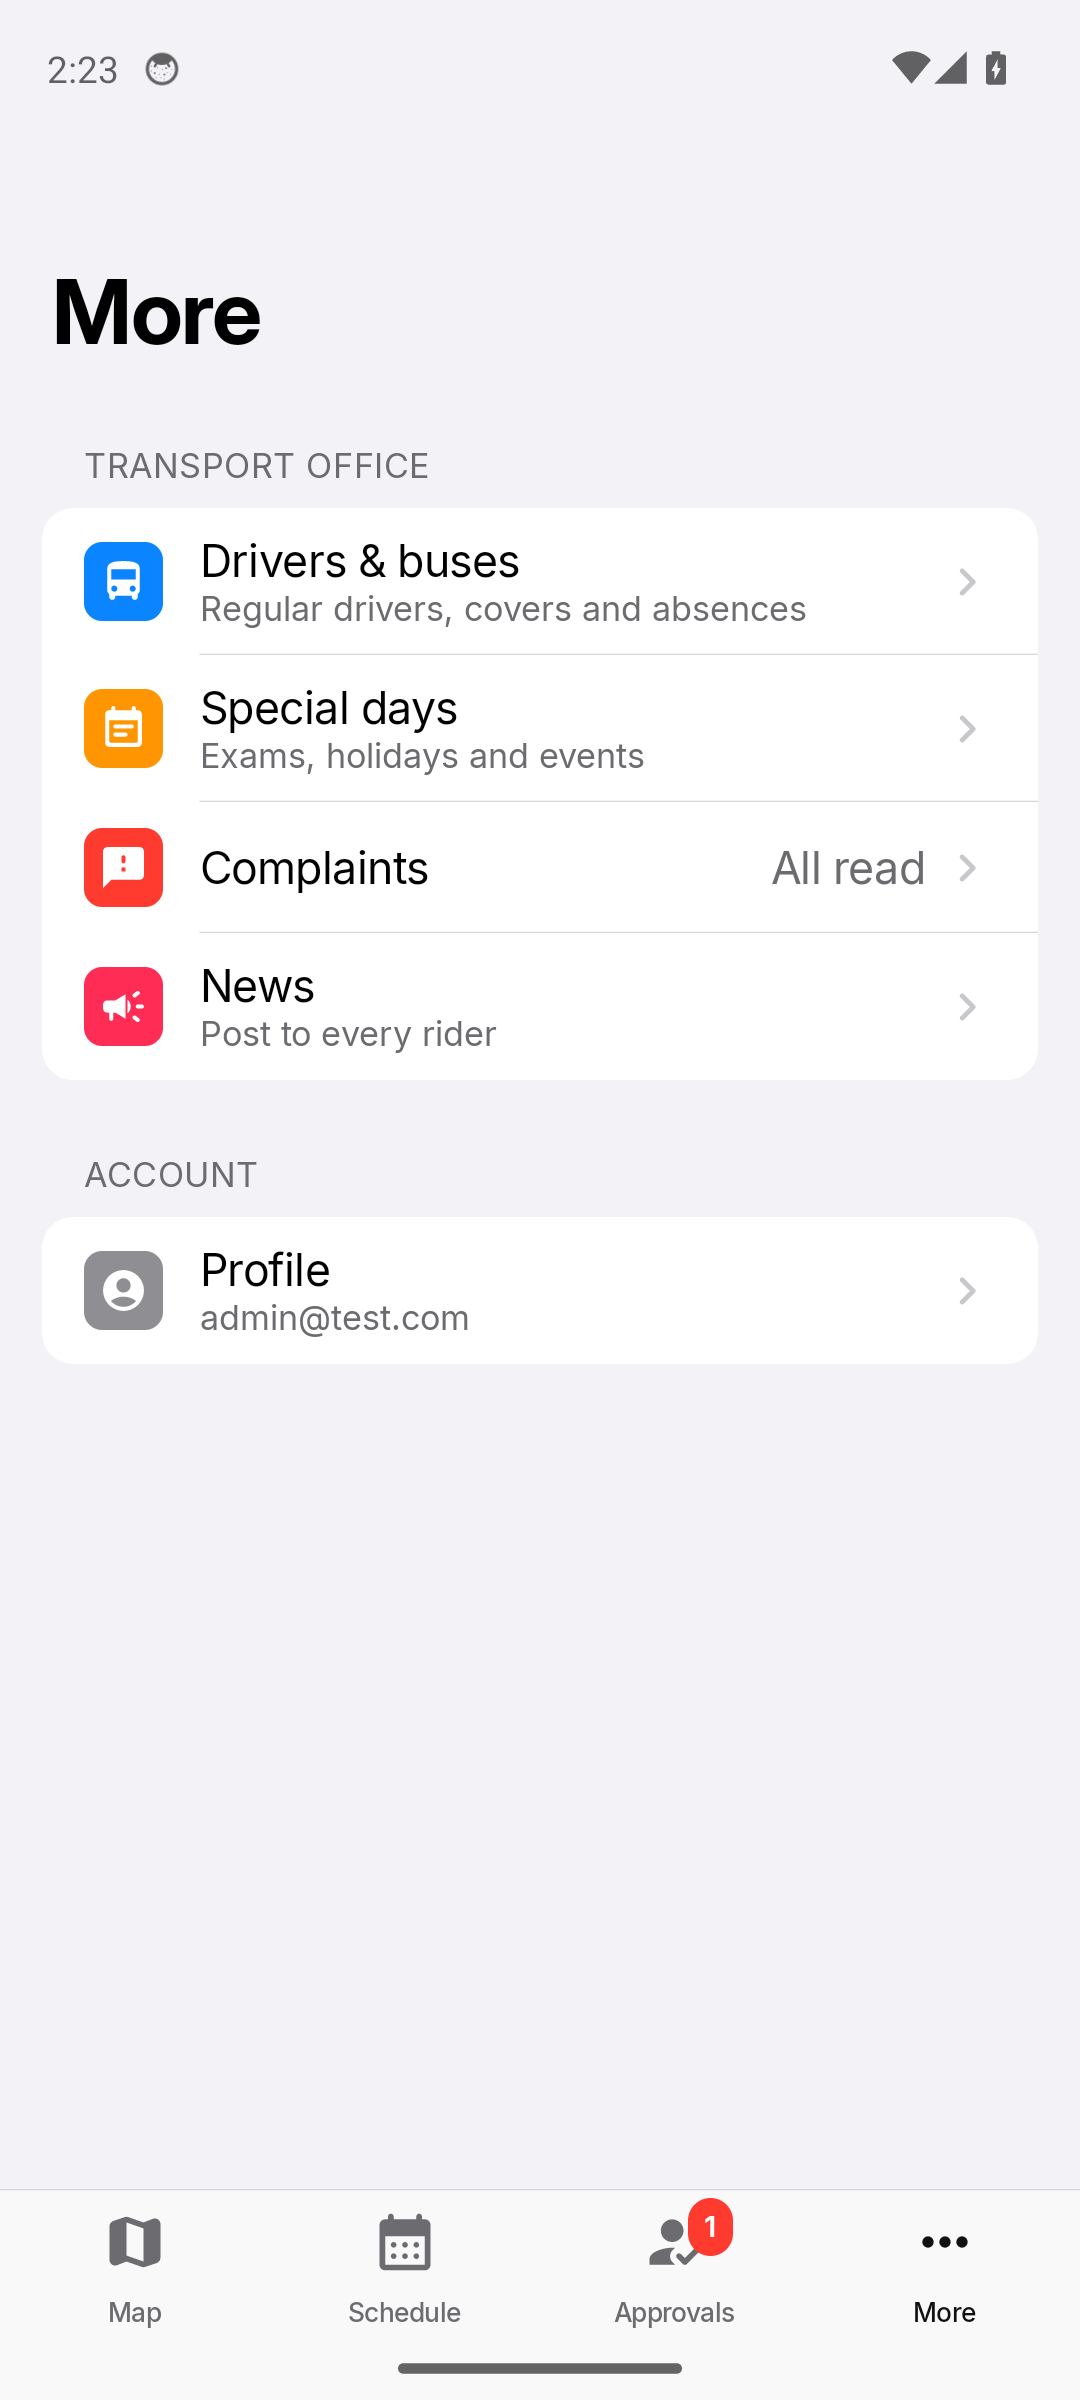 2:23
More
TRANSPORT OFFICE
Drivers & buses
Regular drivers, covers and absences
Special days
Exams, holidays and events
Complaints
All read
News
Post to every rider
ACCOUNT
Profile
admin@test.com
1
Map
Schedule
Approvals
More